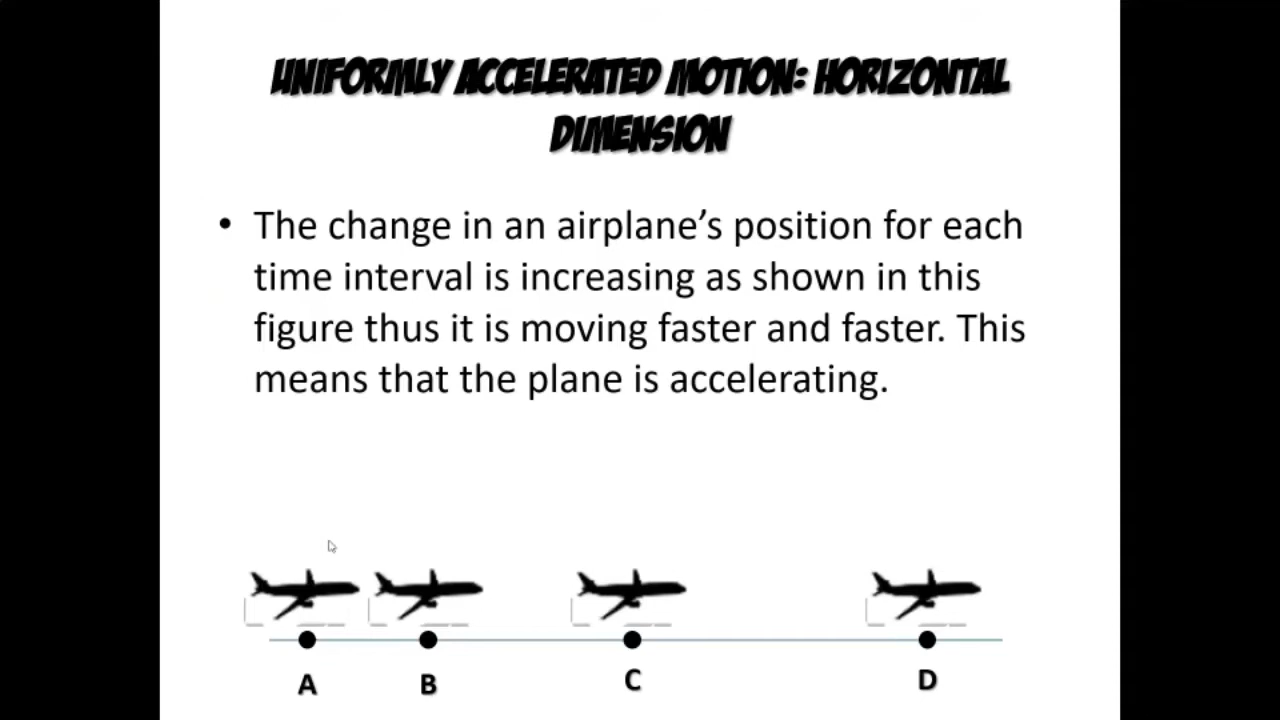 UNIFORMLY ACCELERATED MOTION: HORIZONTAL
DIMENSION
• The change in an airplane’s position for each
time interval is increasing as shown in this
figure thus it is moving faster and faster. This
means that the plane is accelerating.
A B C D